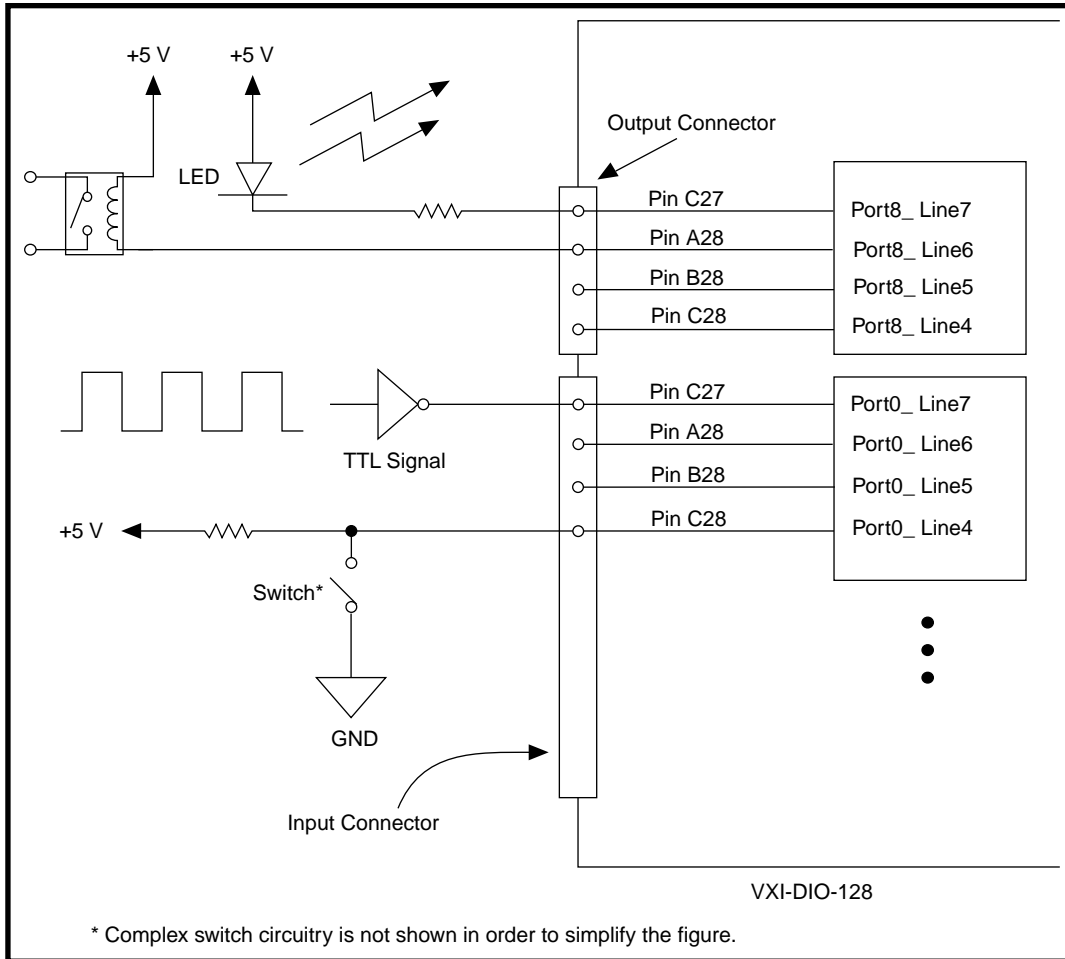 +5 V
+5 V
Output Connector
LED
Pin C27
Port8_ Line7
Pin A28
Port8_ Line6
Pin B28
Port8_ Line5
Pin C28
Port8_ Line4
Pin C27
Port0_ Line7
Pin A28
Port0_ Line6
TTL Signal
Pin B28
Port0_ Line5
+5 V
Pin C28
Port0_ Line4
Switch*
GND
Input Connector
VXI-DIO-128
* Complex switch circuitry is not shown in order to simplify the figure.